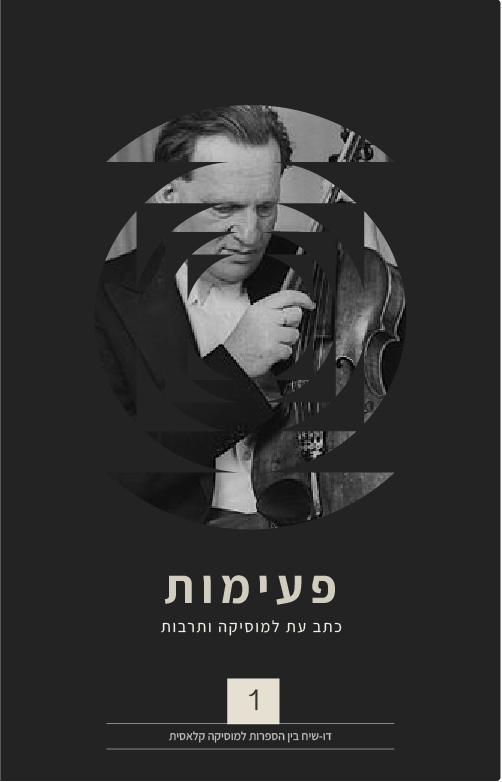 פעימות
כתב עת למוסיקה ותרבות
1
דו-שיח בין הספרות למוסיקה קלאסית